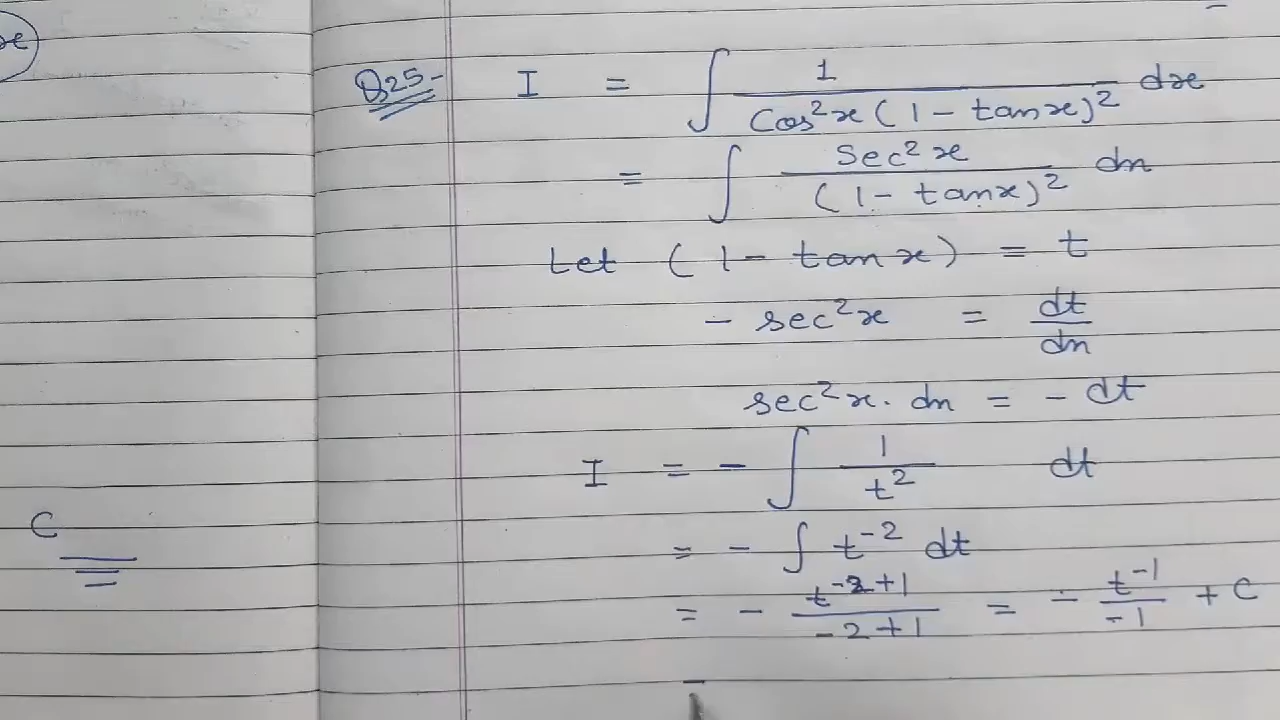 Q25- I = ∫ 1 / (Cos²x (1 - tanx)²) dx
= ∫ Sec²x / (1 - tanx)² dx
Let (1 - tanx) = t
- sec²x = dt/dx
sec²x. dx = - dt
I = - ∫ 1/t² dt
C
= - ∫ t⁻² dt
= - t⁻²⁺¹ / (-2+1) = - t⁻¹ / -1 + C